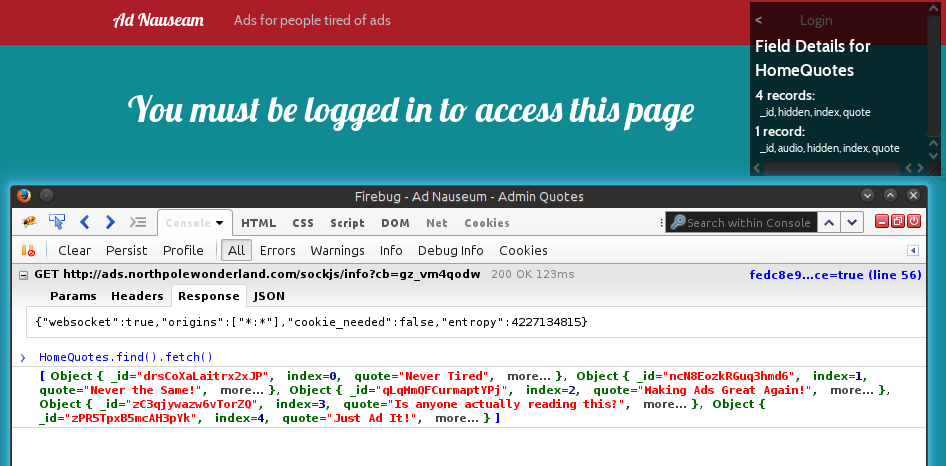 Ad Nauseam Ads for people tired of ads
< Login
Field Details for
HomeQuotes
4 records:
_id, hidden, index, quote
1 record:
_id, audio, hidden, index, quote
You must be logged in to access this page
Firebug - Ad Nauseam - Admin Quotes
Console HTML CSS Script DOM Net Cookies Search within Console
Clear Persist Profile All Errors Warnings Info Debug Info Cookies
GET http://ads.northpolewonderland.com/sockjs/info?cb=gz_vm4qodw 200 OK 123ms fedc8e9...ce=true (line 56)
Params Headers Response JSON
{"websocket":true,"origins":["*:*"],"cookie_needed":false,"entropy":4227134815}
> HomeQuotes.find().fetch()
[ Object { _id="drsCoXaLaitrx2xJP", index=0, quote="Never Tired", more... }, Object { _id="ncN8EozkRGuq3hmd6", index=1,
quote="Never the Same!", more... }, Object { _id="qLqHmQFCurmaptYPj", index=2, quote="Making Ads Great Again!", more... },
Object { _id="zC3qjywazw6vTorZQ", index=3, quote="Is anyone actually reading this?", more... }, Object {
_id="zPR5TpxB5mcAH3pYk", index=4, quote="Just Ad It!", more... } ]